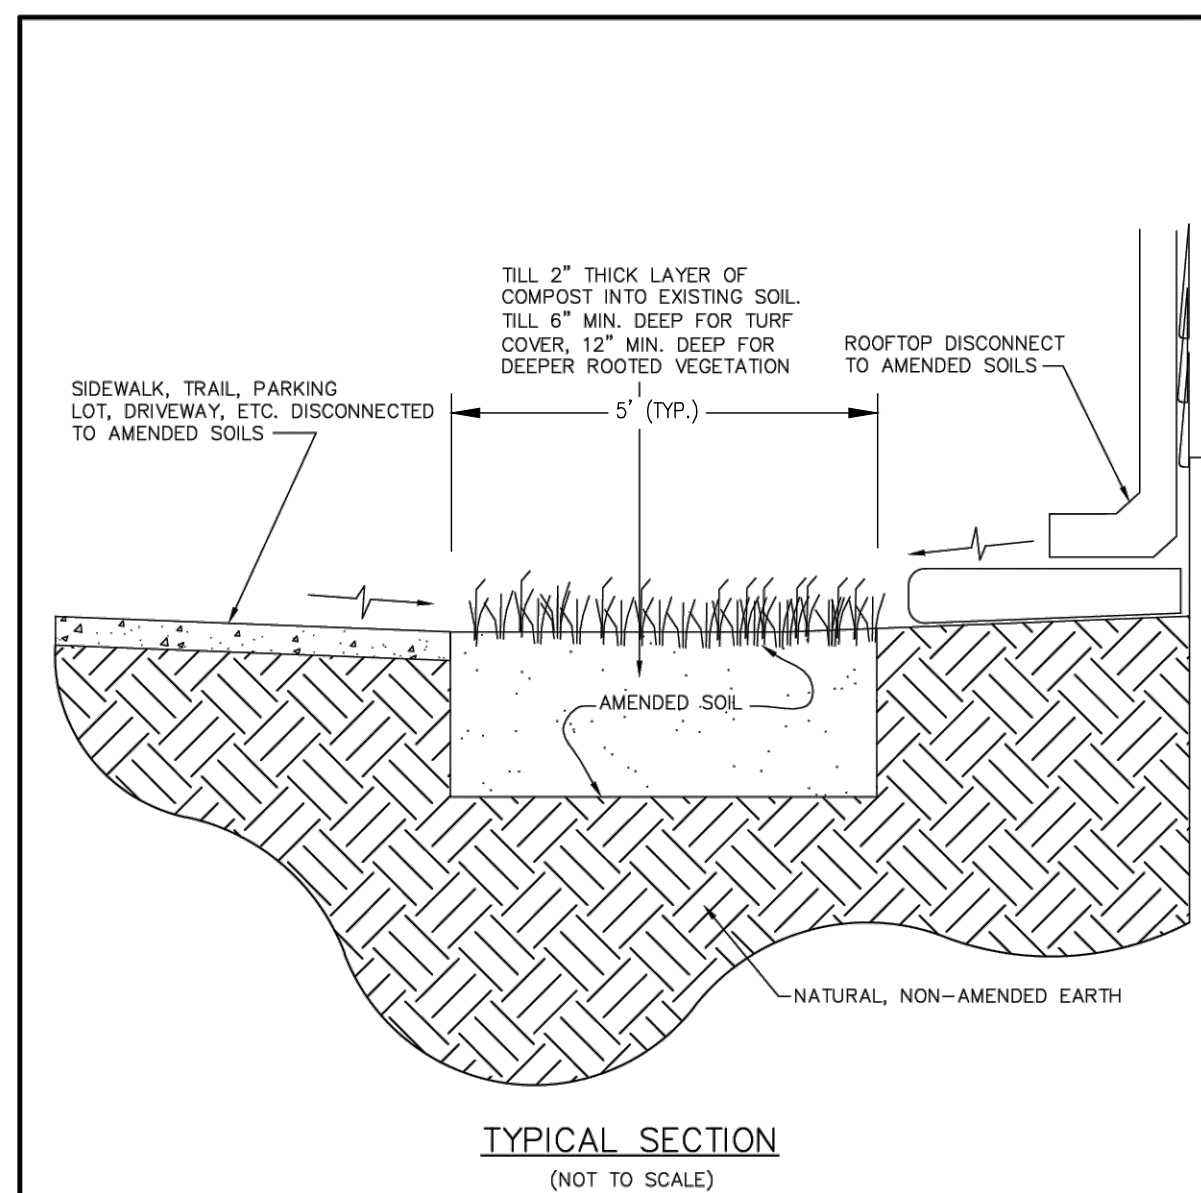 TILL 2" THICK LAYER OF
COMPOST INTO EXISTING SOIL.
TILL 6" MIN. DEEP FOR TURF
COVER, 12" MIN. DEEP FOR
DEEPER ROOTED VEGETATION
ROOFTOP DISCONNECT
TO AMENDED SOILS
SIDEWALK, TRAIL, PARKING
LOT, DRIVEWAY, ETC. DISCONNECTED
TO AMENDED SOILS
5' (TYP.)
AMENDED SOIL
NATURAL, NON-AMENDED EARTH
TYPICAL SECTION
(NOT TO SCALE)